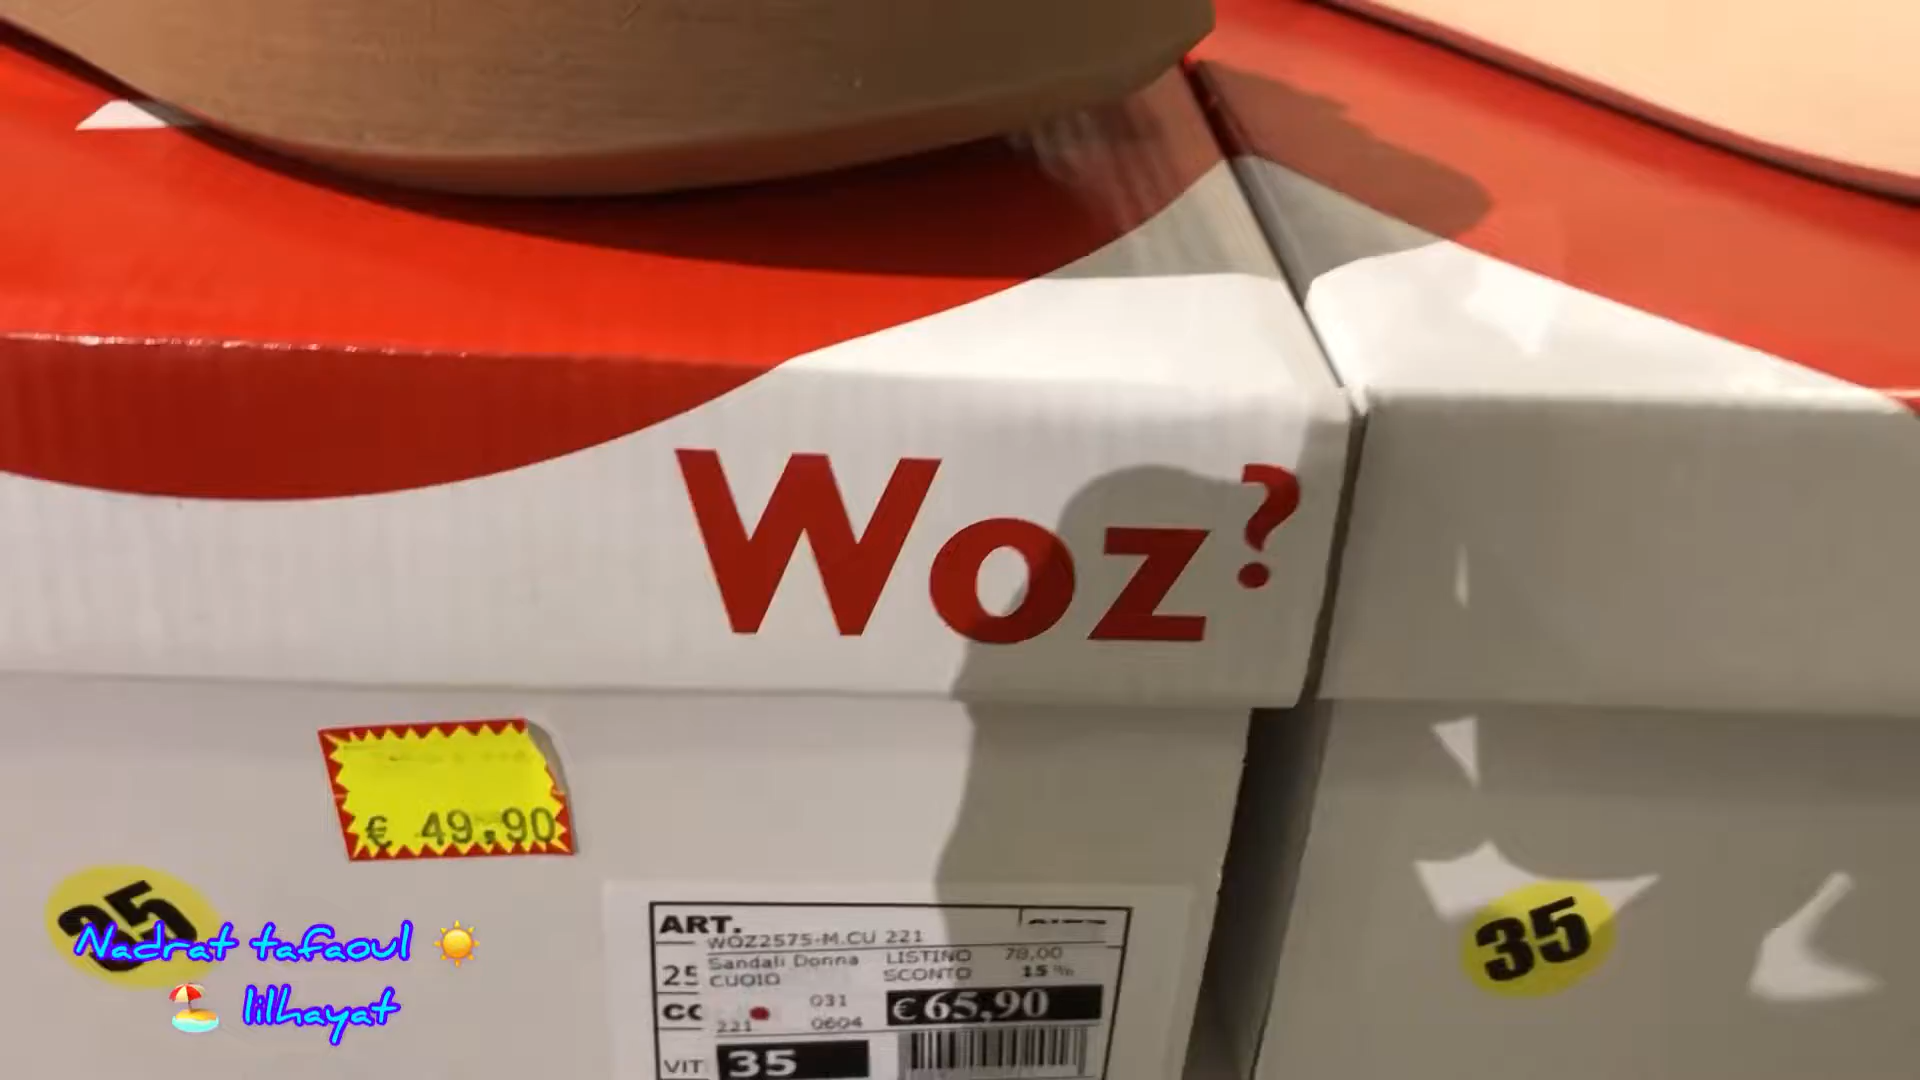 Woz?
€ 49.90
35
Nadrat tafaoul ☀️
🏖️ lilhayat
35
ART.
WOZ2575-M.CU 221
Sandali Donna LISTINO 78,00
25 CUOIO SCONTO 15 %
031
221 0604
€ 65,90
VIT 35